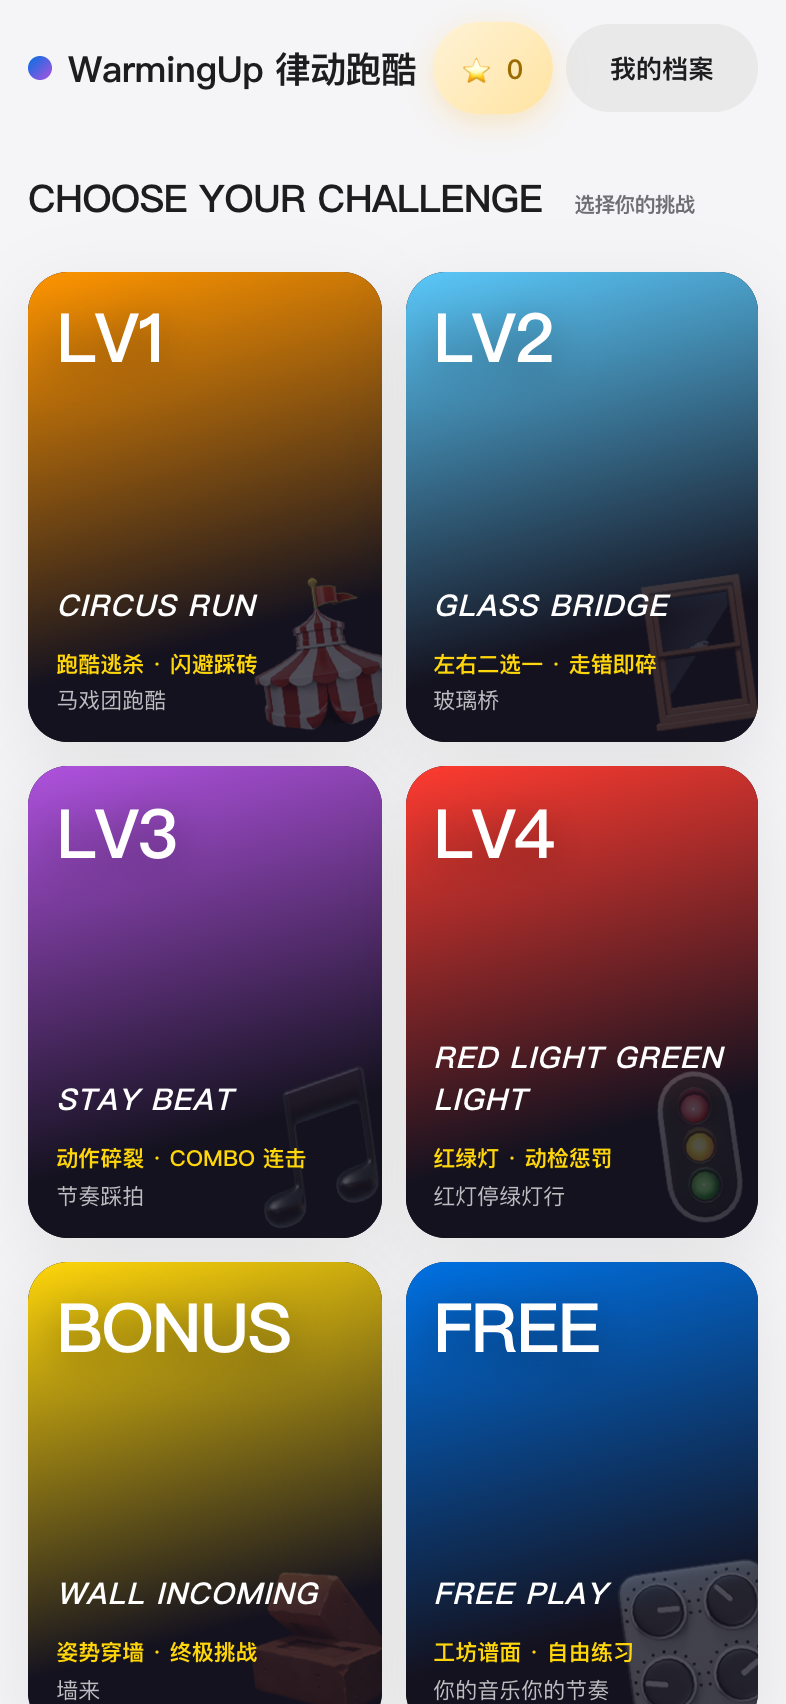 WarmingUp 律动跑酷
0
我的档案
CHOOSE YOUR CHALLENGE 选择你的挑战
LV1
CIRCUS RUN
跑酷逃杀 · 闪避踩砖
马戏团跑酷
LV2
GLASS BRIDGE
左右二选一 · 走错即碎
玻璃桥
LV3
STAY BEAT
动作碎裂 · COMBO 连击
节奏踩拍
LV4
RED LIGHT GREEN
LIGHT
红绿灯 · 动检惩罚
红灯停绿灯行
BONUS
WALL INCOMING
姿势穿墙 · 终极挑战
墙来
FREE
FREE PLAY
工坊谱面 · 自由练习
你的音乐你的节奏